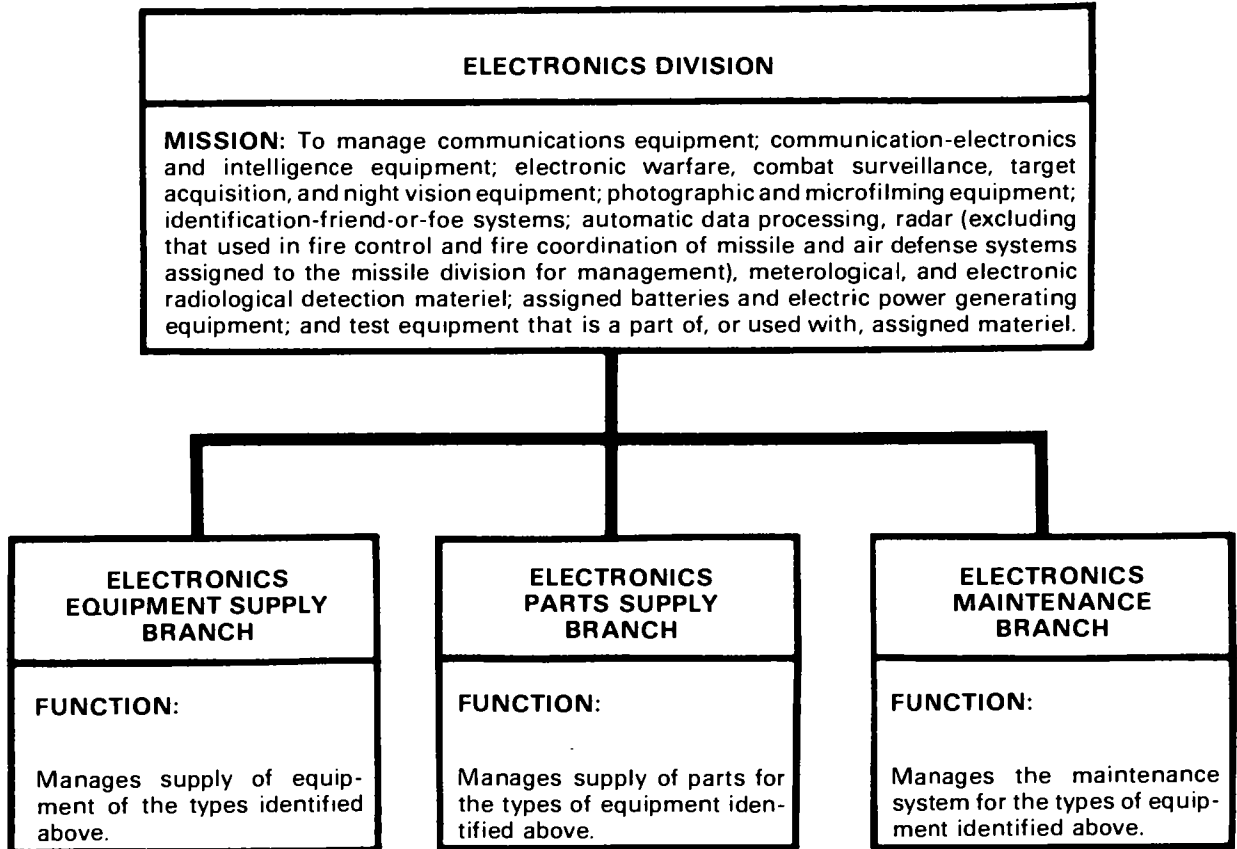 ELECTRONICS DIVISION
MISSION: To manage communications equipment; communication-electronics
and intelligence equipment; electronic warfare, combat surveillance, target
acquisition, and night vision equipment; photographic and microfilming equipment;
identification-friend-or-foe systems; automatic data processing, radar (excluding
that used in fire control and fire coordination of missile and air defense systems
assigned to the missile division for management), meterological, and electronic
radiological detection materiel; assigned batteries and electric power generating
equipment; and test equipment that is a part of, or used with, assigned materiel.
ELECTRONICS
EQUIPMENT SUPPLY
BRANCH
FUNCTION:
Manages supply of equip-
ment of the types identified
above.
ELECTRONICS
PARTS SUPPLY
BRANCH
FUNCTION:
Manages supply of parts for
the types of equipment iden-
tified above.
ELECTRONICS
MAINTENANCE
BRANCH
FUNCTION:
Manages the maintenance
system for the types of equip-
ment identified above.